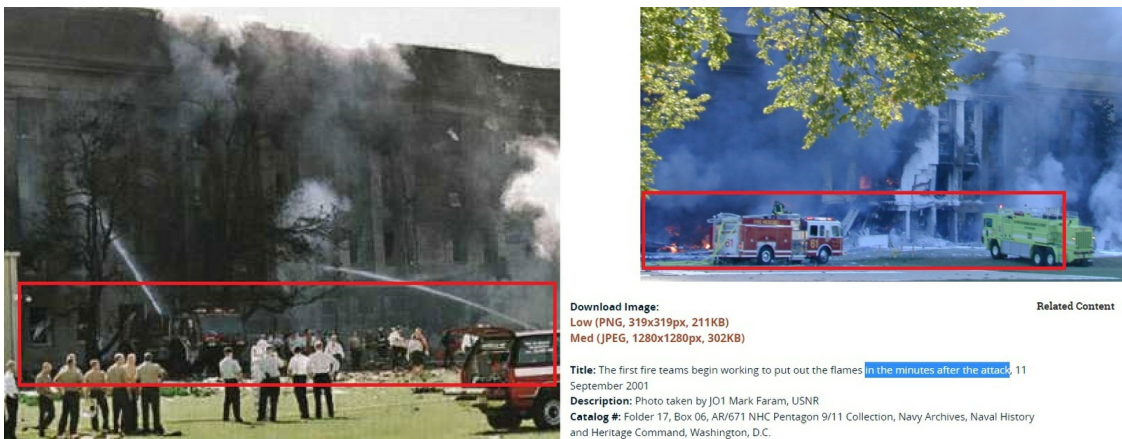 61
61
Download Image:
Related Content
Low (PNG, 319x319px, 211KB)
Med (JPEG, 1280x1280px, 302KB)
Title: The first fire teams begin working to put out the flames in the minutes after the attack, 11
September 2001
Description: Photo taken by JO1 Mark Faram, USNR
Catalog #: Folder 17, Box 06, AR/671 NHC Pentagon 9/11 Collection, Navy Archives, Naval History
and Heritage Command, Washington, D.C.